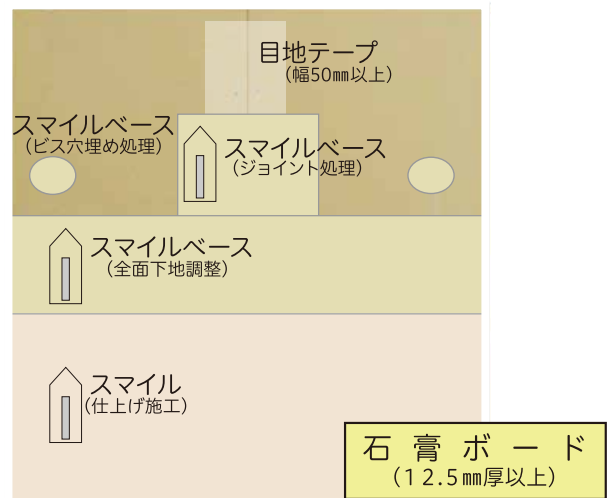 目地テープ
（幅50㎜以上）
スマイルベース
（ビス穴埋め処理）
スマイルベース
（ジョイント処理）
スマイルベース
（全面下地調整）
スマイル
（仕上げ施工）
石膏ボード
（12.5㎜厚以上）